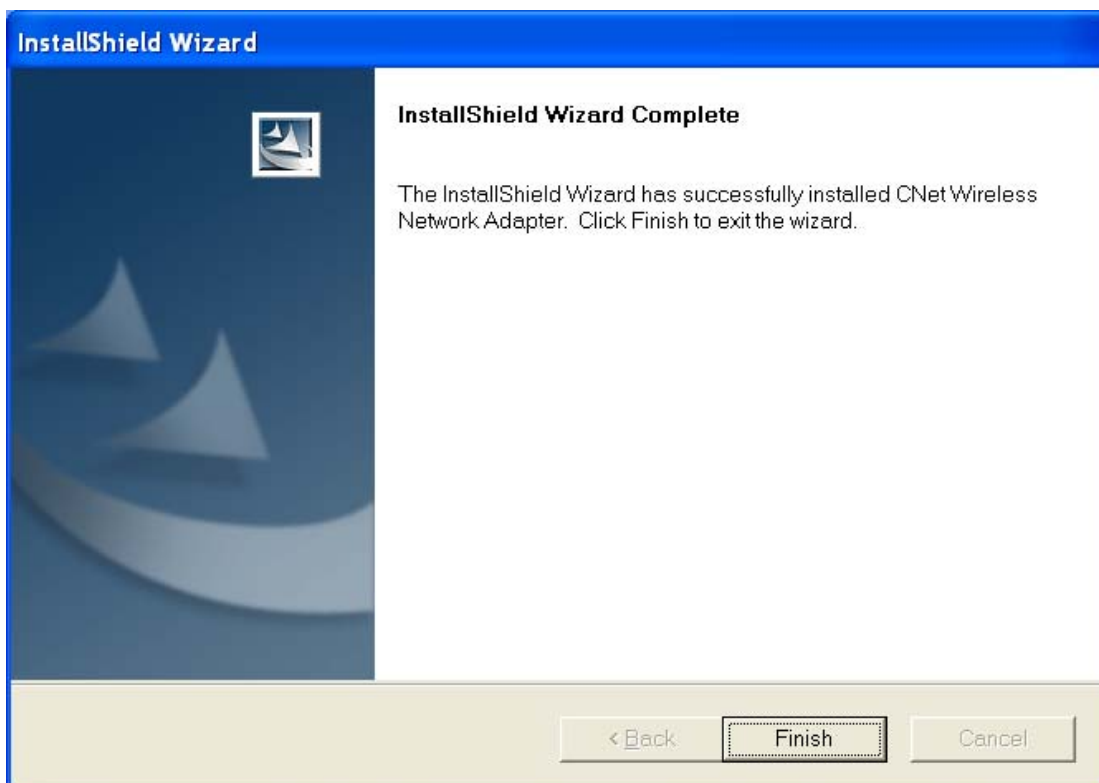 InstallShield Wizard
InstallShield Wizard Complete
The InstallShield Wizard has successfully installed CNet Wireless
Network Adapter. Click Finish to exit the wizard.
< Back Finish Cancel